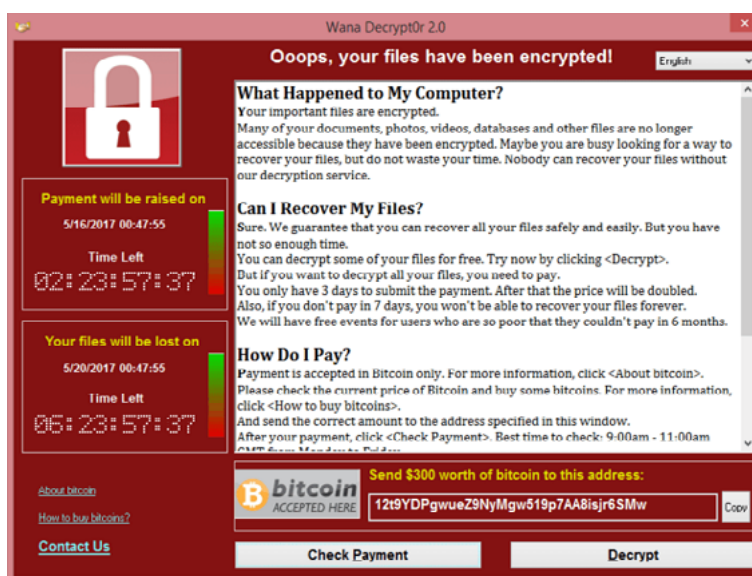 Wana Decrypt0r 2.0
Ooops, your files have been encrypted!
English
Payment will be raised on
5/16/2017 00:47:55
Time Left
02:23:57:37
Your files will be lost on
5/20/2017 00:47:55
Time Left
06:23:57:37
About bitcoin
How to buy bitcoins?
Contact Us
What Happened to My Computer?
Your important files are encrypted.
Many of your documents, photos, videos, databases and other files are no longer
accessible because they have been encrypted. Maybe you are busy looking for a way to
recover your files, but do not waste your time. Nobody can recover your files without
our decryption service.
Can I Recover My Files?
Sure. We guarantee that you can recover all your files safely and easily. But you have
not so enough time.
You can decrypt some of your files for free. Try now by clicking <Decrypt>.
But if you want to decrypt all your files, you need to pay.
You only have 3 days to submit the payment. After that the price will be doubled.
Also, if you don't pay in 7 days, you won't be able to recover your files forever.
We will have free events for users who are so poor that they couldn't pay in 6 months.
How Do I Pay?
Payment is accepted in Bitcoin only. For more information, click <About bitcoin>.
Please check the current price of Bitcoin and buy some bitcoins. For more information,
click <How to buy bitcoins>.
And send the correct amount to the address specified in this window.
After your payment, click <Check Payment>. Best time to check: 9:00am - 11:00am
GMT from Monday to Friday.
bitcoin
ACCEPTED HERE
Send $300 worth of bitcoin to this address:
12t9YDPgwueZ9NyMgw519p7AA8isjr6SMw
Copy
Check Payment
Decrypt